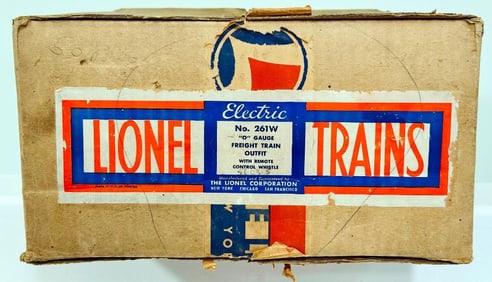 Electric
LIONEL TRAINS
No. 261W
"O" GAUGE
FREIGHT TRAIN
OUTFIT
WITH REMOTE
CONTROL WHISTLE
Manufactured and Guaranteed by
THE LIONEL CORPORATION
NEW YORK CHICAGO SAN FRANCISCO